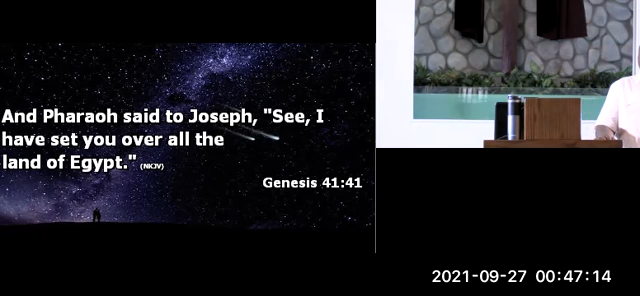 And Pharaoh said to Joseph, "See, I
have set you over all the
land of Egypt." (NKJV)
Genesis 41:41
2021-09-27 00:47:14